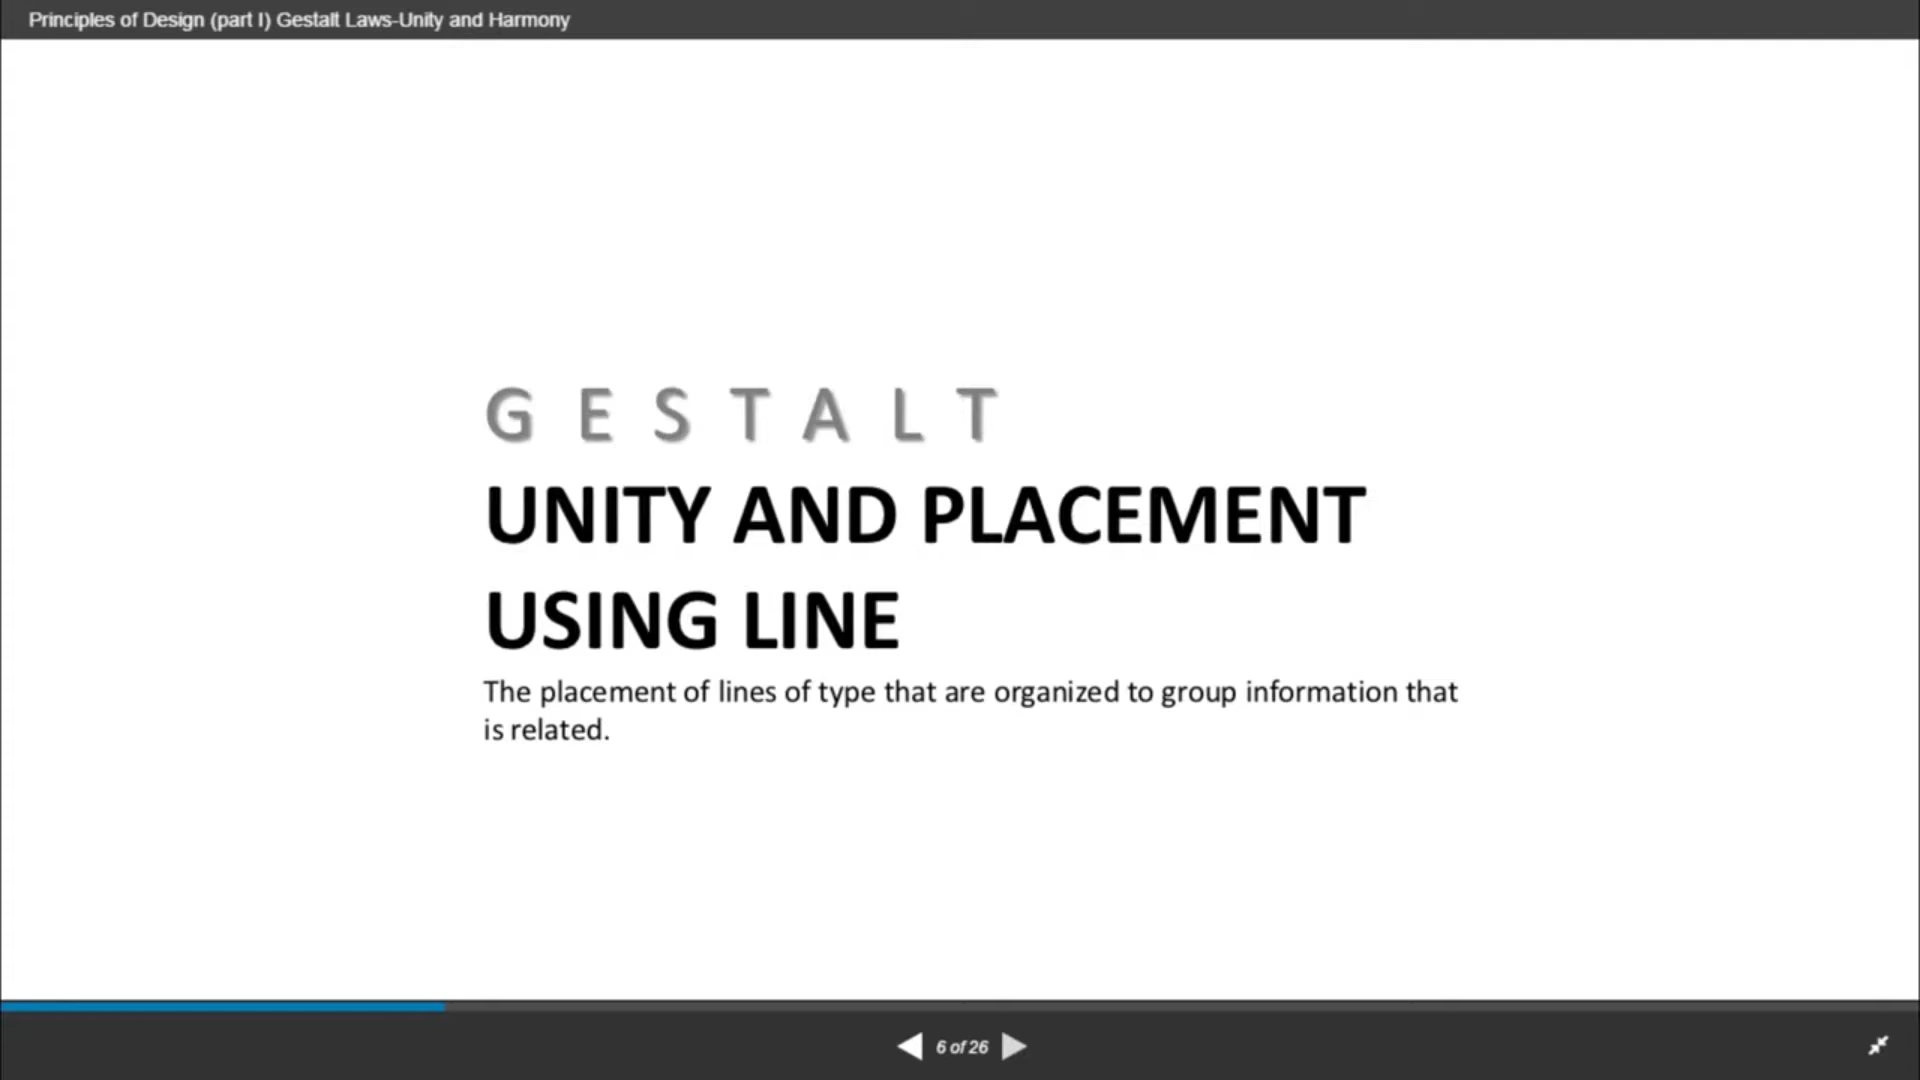 Principles of Design (part I) Gestalt Laws-Unity and Harmony
G E S T A L T
UNITY AND PLACEMENT
USING LINE
The placement of lines of type that are organized to group information that
is related.
6 of 26